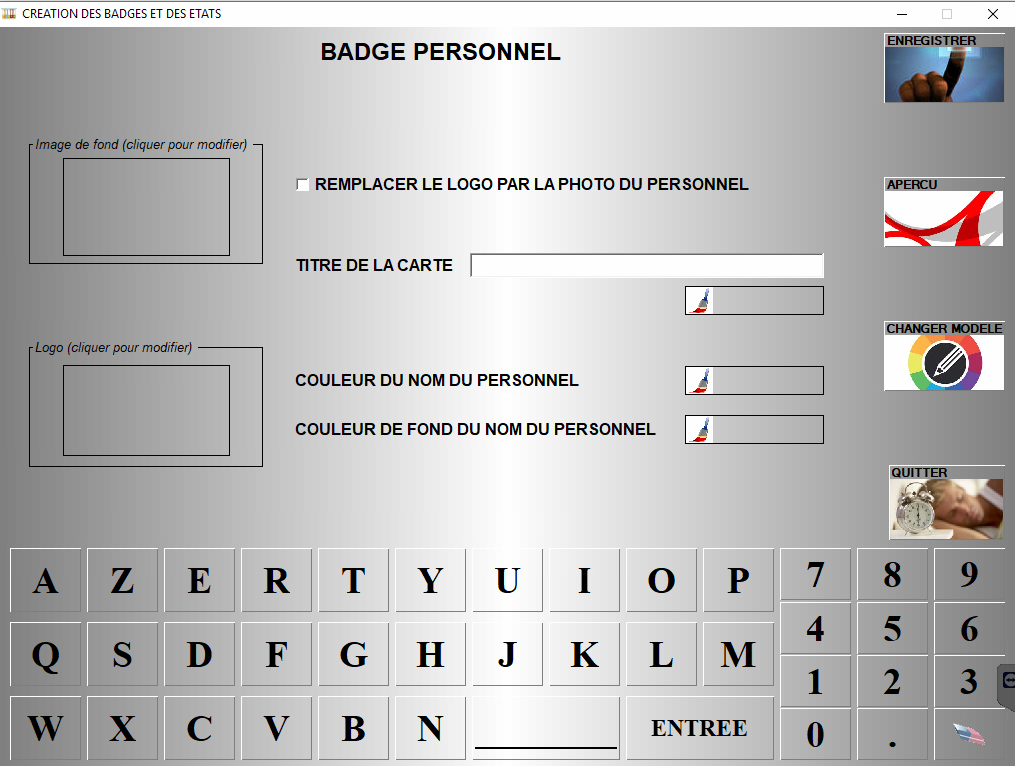 CREATION DES BADGES ET DES ETATS
BADGE PERSONNEL
ENREGISTRER
Image de fond (cliquer pour modifier)
REMPLACER LE LOGO PAR LA PHOTO DU PERSONNEL
APERCU
TITRE DE LA CARTE
Logo (cliquer pour modifier)
CHANGER MODELE
COULEUR DU NOM DU PERSONNEL
COULEUR DE FOND DU NOM DU PERSONNEL
QUITTER
A Z E R T Y U I O P 7 8 9
4 5 6
Q S D F G H J K L M
1 2 3
W X C V B N ENTREE
0 .